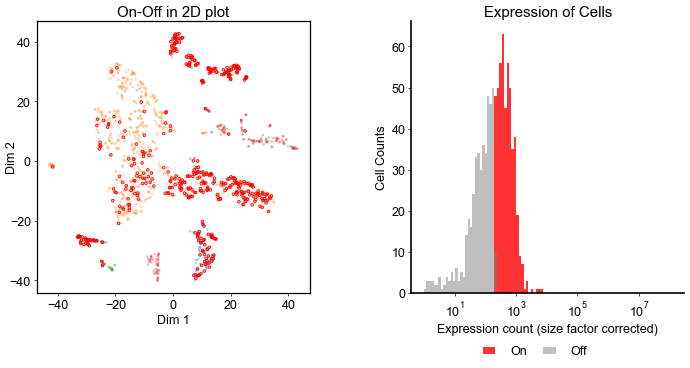 On-Off in 2D plot
40
20
0
−20
−40
Dim 2
−40 −20 0 20 40
Dim 1
Expression of Cells
60
50
40
30
20
10
0
Cell Counts
10^1 10^3 10^5 10^7
Expression count (size factor corrected)
On Off